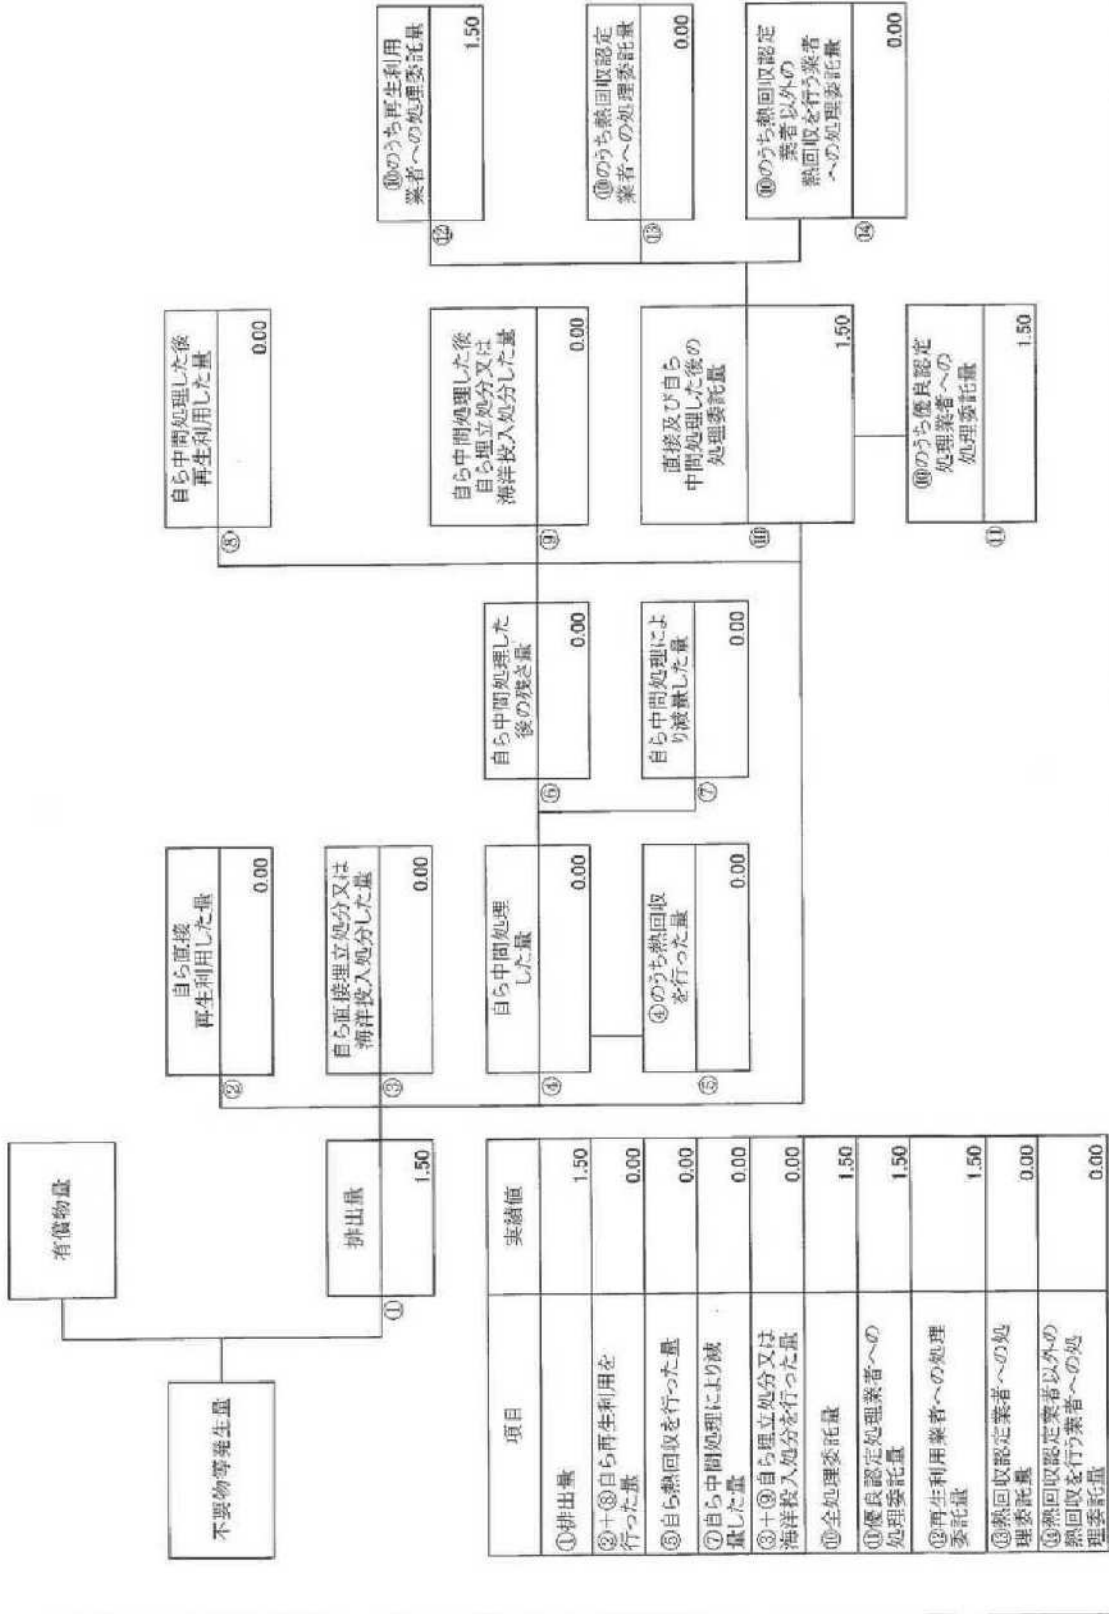 不要物等発生量
有償物量
①
排出量
1.50
②
自ら直接
再生利用した量
0.00
③
自ら直接埋立処分又は
海洋投入処分した量
0.00
④
自ら中間処理
した量
0.00
⑤
④のうち熱回収
を行った量
0.00
⑥
自ら中間処理した
後の残さ量
0.00
⑦
自ら中間処理によ
り減量した量
0.00
⑧
自ら中間処理した後
再生利用した量
0.00
⑨
自ら中間処理した後
自ら埋立処分又は
海洋投入処分した量
0.00
⑩
直接及び自ら
中間処理した後の
処理委託量
1.50
⑪
⑩のうち優良認定
処理業者への
処理委託量
1.50
⑫
⑩のうち再生利用
業者への処理委託量
1.50
⑬
⑩のうち熱回収認定
業者への処理委託量
0.00
⑭
⑩のうち熱回収認定
業者以外の
熱回収を行う業者
への処理委託量
0.00
項目 実績値
①排出量 1.50
②+⑧自ら再生利用を
行った量 0.00
⑤自ら熱回収を行った量 0.00
⑦自ら中間処理により減
量した量 0.00
③+⑨自ら埋立処分又は
海洋投入処分を行った量 0.00
⑩全処理委託量 1.50
⑪優良認定処理業者への
処理委託量 1.50
⑫再生利用業者への処理
委託量 1.50
⑬熱回収認定業者への処
理委託量 0.00
⑭熱回収認定業者以外の
熱回収を行う業者への処
理委託量 0.00